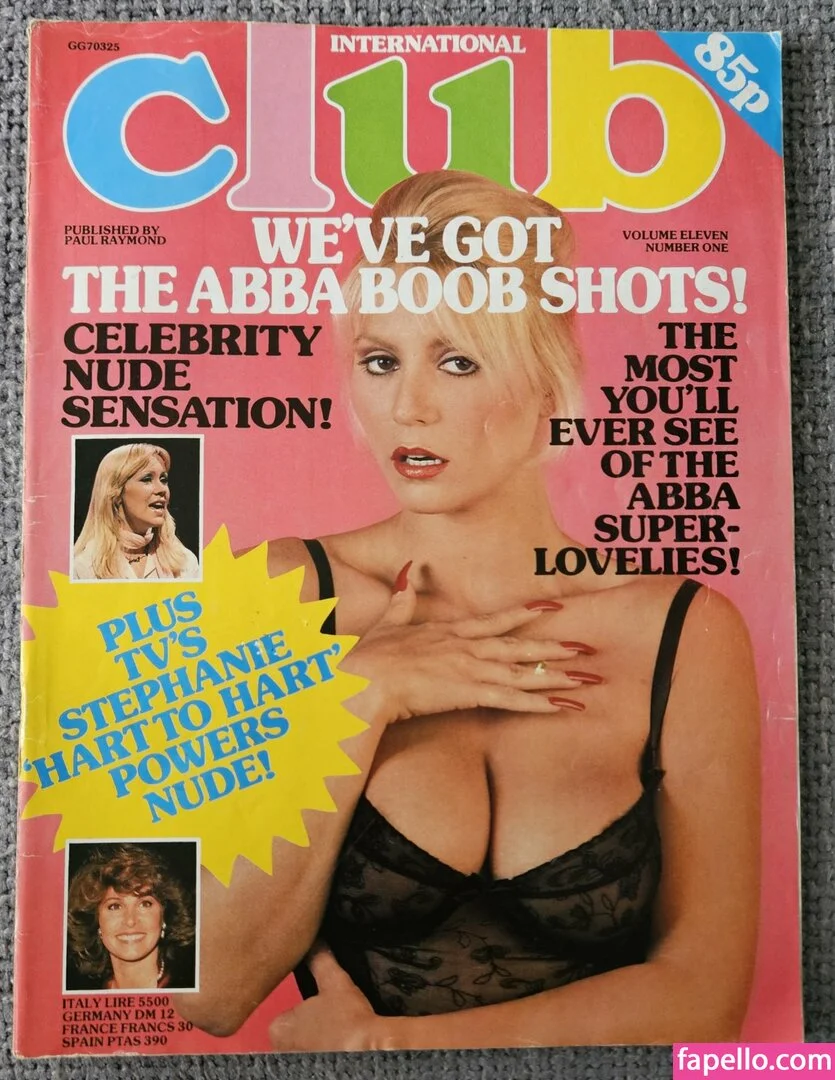 GG70325
INTERNATIONAL
club
85p
PUBLISHED BY
PAUL RAYMOND
VOLUME ELEVEN
NUMBER ONE
WE'VE GOT
THE ABBA BOOB SHOTS!
CELEBRITY
NUDE
SENSATION!
THE
MOST
YOU'LL
EVER SEE
OF THE
ABBA
SUPER-
LOVELIES!
PLUS
TV'S
STEPHANIE
'HART TO HART'
POWERS
NUDE!
ITALY LIRE 5500
GERMANY DM 12
FRANCE FRANCS 30
SPAIN PTAS 390
fapello.com